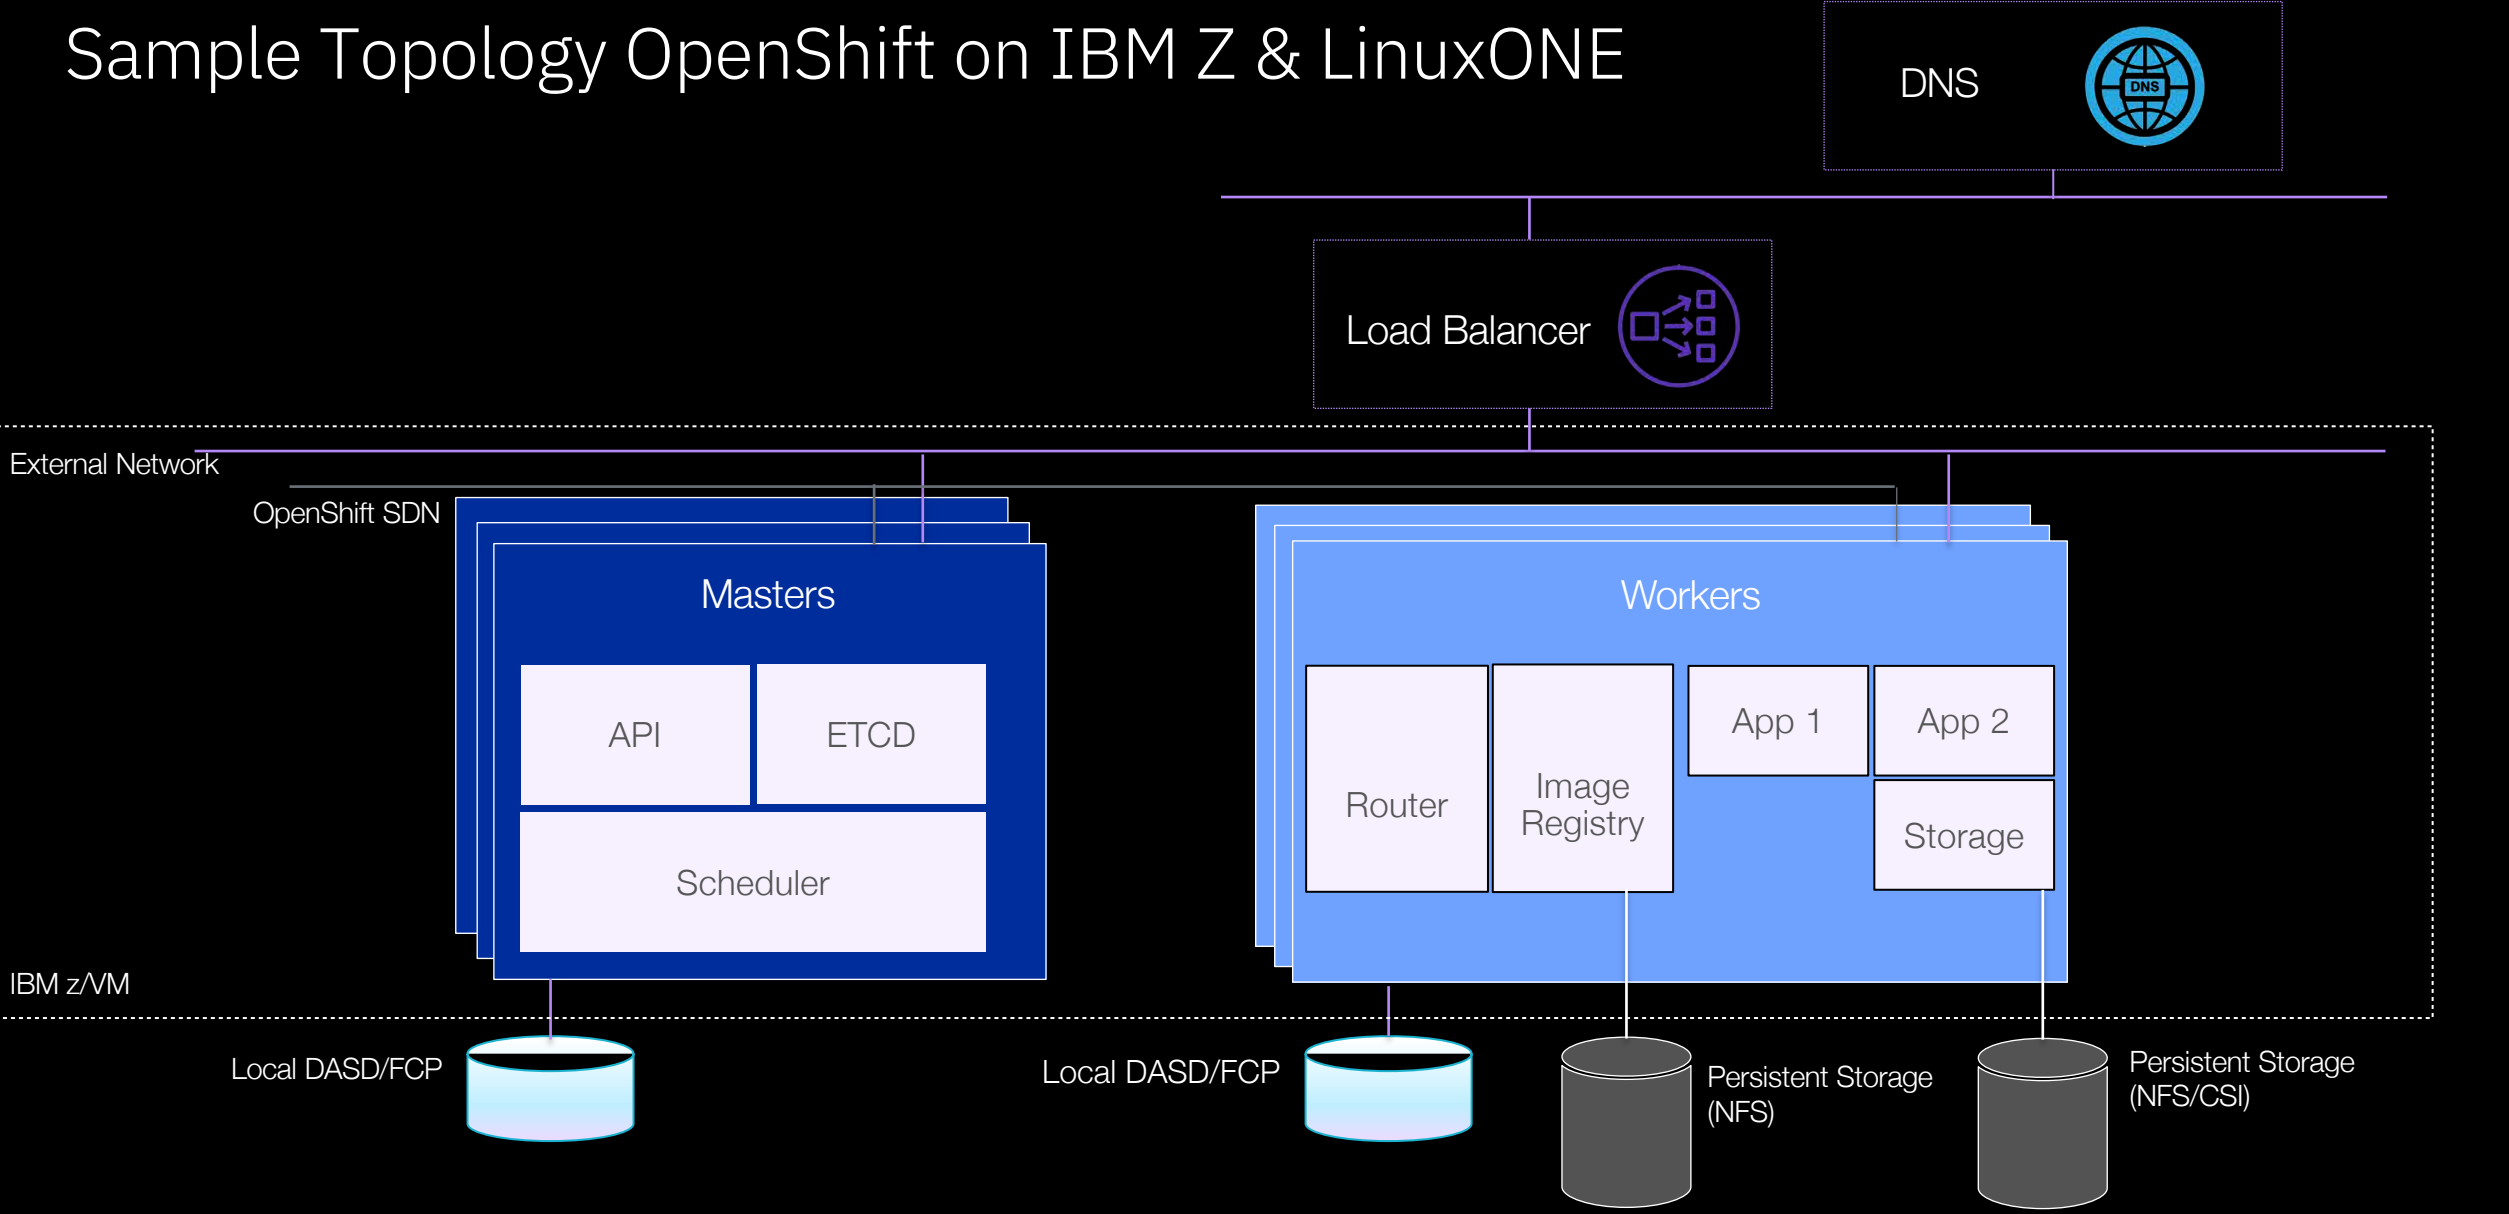 Sample Topology OpenShift on IBM Z & LinuxONE
DNS
DNS
Load Balancer
External Network
OpenShift SDN
Masters
API
ETCD
Scheduler
Workers
Router
Image
Registry
App 1
App 2
Storage
IBM z/VM
Local DASD/FCP
Local DASD/FCP
Persistent Storage
(NFS)
Persistent Storage
(NFS/CSI)